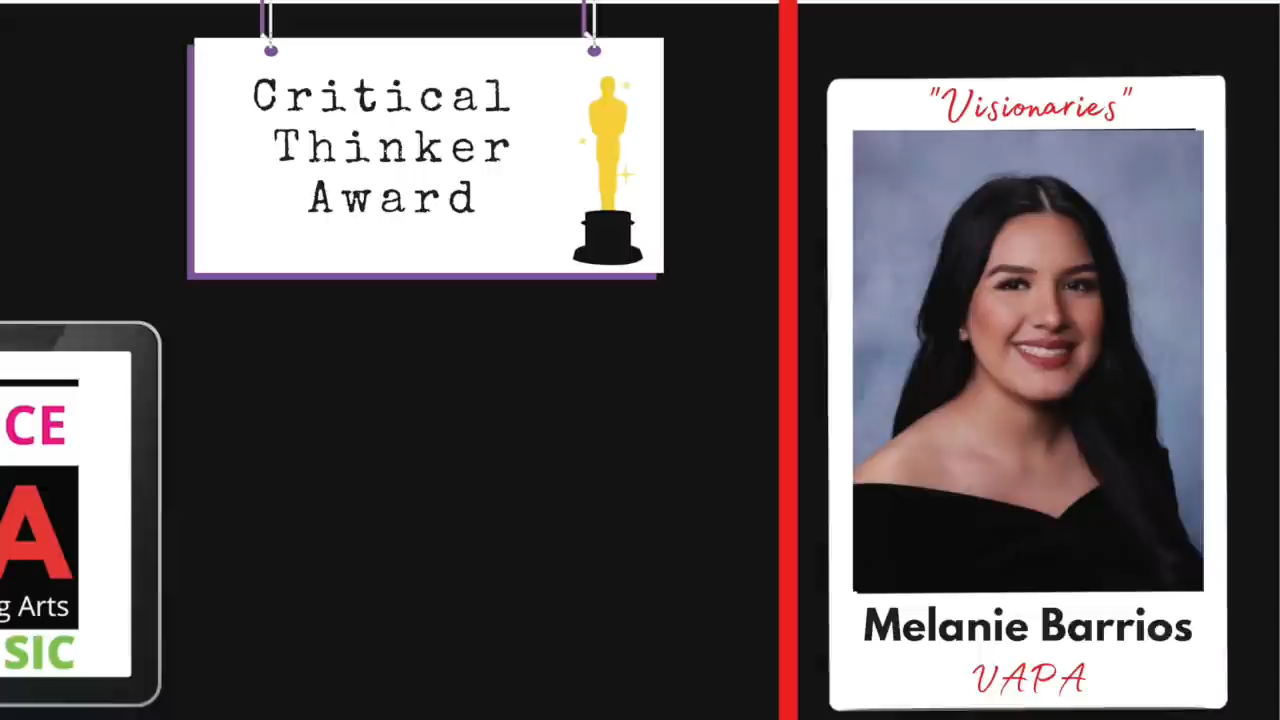 Critical
Thinker
Award
CE
A
g Arts
SIC
"Visionaries"
Melanie Barrios
VAPA